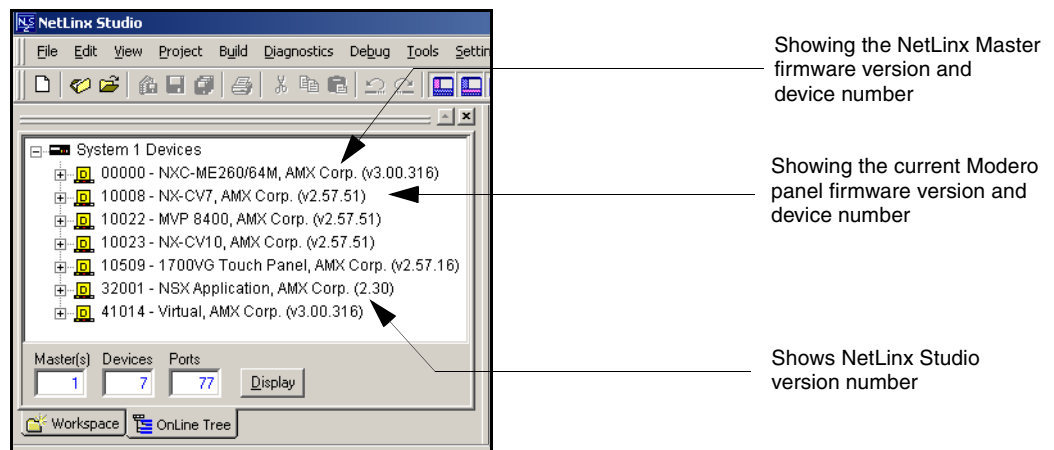 NetLinx Studio
File Edit View Project Build Diagnostics Debug Tools Settin
System 1 Devices
00000 - NXC-ME260/64M, AMX Corp. (v3.00.316)
10008 - NX-CV7, AMX Corp. (v2.57.51)
10022 - MVP 8400, AMX Corp. (v2.57.51)
10023 - NX-CV10, AMX Corp. (v2.57.51)
10509 - 1700VG Touch Panel, AMX Corp. (v2.57.16)
32001 - NSX Application, AMX Corp. (2.30)
41014 - Virtual, AMX Corp. (v3.00.316)
Master(s) Devices Ports
1 7 77 Display
Workspace OnLine Tree
Showing the NetLinx Master
firmware version and
device number
Showing the current Modero
panel firmware version and
device number
Shows NetLinx Studio
version number